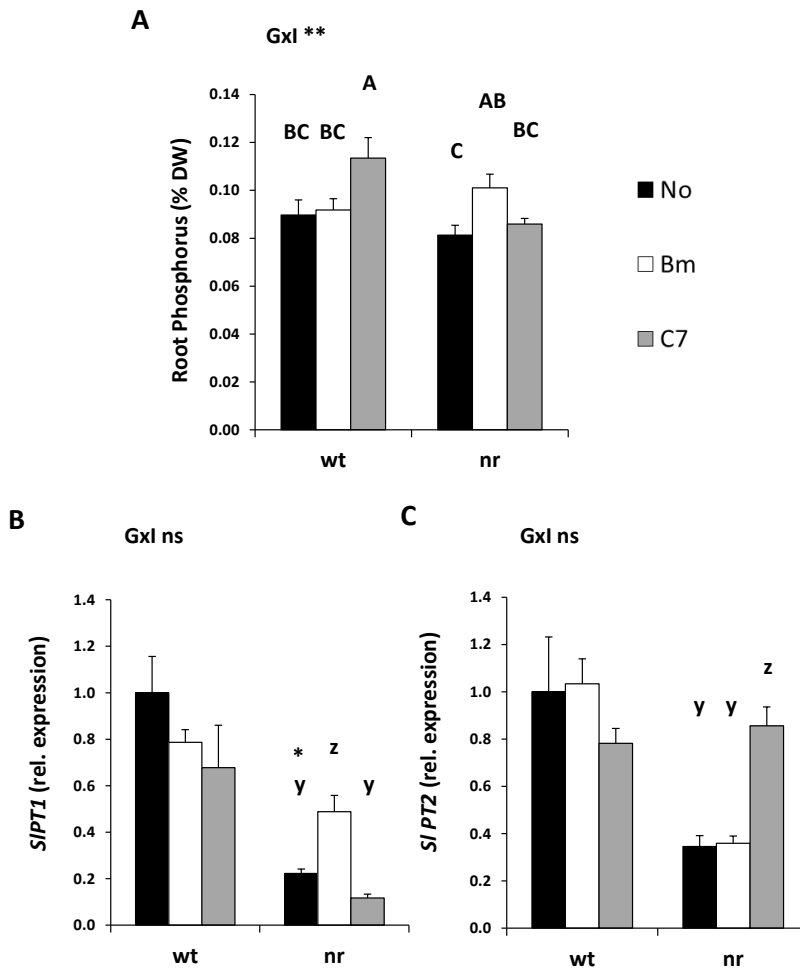 A
GxI **
Root Phosphorus (% DW)
0.14
0.12
0.10
0.08
0.06
0.04
0.02
0.00
BC BC A
C AB BC
wt nr
No
Bm
C7
B
GxI ns
SlPT1 (rel. expression)
1.4
1.2
1.0
0.8
0.6
0.4
0.2
0.0
*
y z y
wt nr
C
GxI ns
Sl PT2 (rel. expression)
1.4
1.2
1.0
0.8
0.6
0.4
0.2
0.0
y y z
wt nr